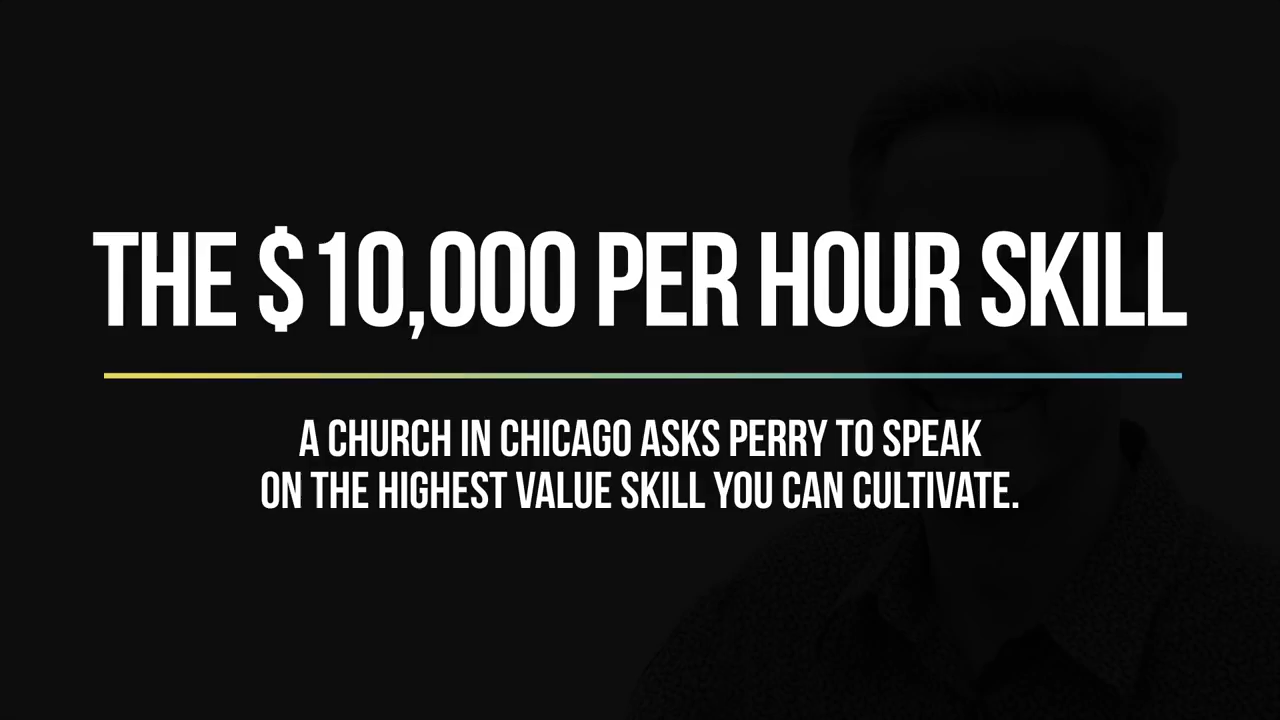 THE $10,000 PER HOUR SKILL
A CHURCH IN CHICAGO ASKS PERRY TO SPEAK
ON THE HIGHEST VALUE SKILL YOU CAN CULTIVATE.